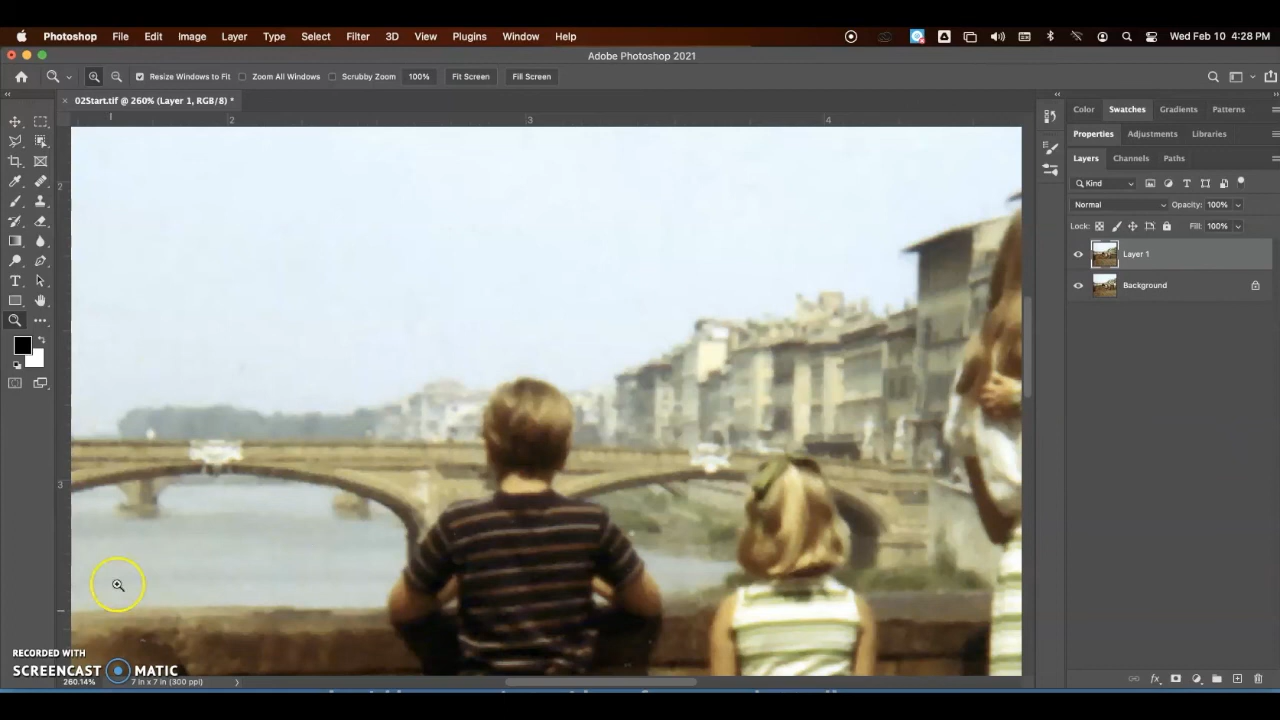 Photoshop File Edit Image Layer Type Select Filter 3D View Plugins Window Help Wed Feb 10 4:28 PM
Adobe Photoshop 2021
Resize Windows to Fit Zoom All Windows Scrubby Zoom 100% Fit Screen Fill Screen
02Start.tif @ 260% (Layer 1, RGB/8) *
Color Swatches Gradients Patterns
2 3 4
Properties Adjustments Libraries
Layers Channels Paths
2
Kind
Normal Opacity: 100%
Lock: Fill: 100%
Layer 1
Background
3
RECORDED WITH
SCREENCAST MATIC
260.14% 7 in x 7 in (300 ppi)